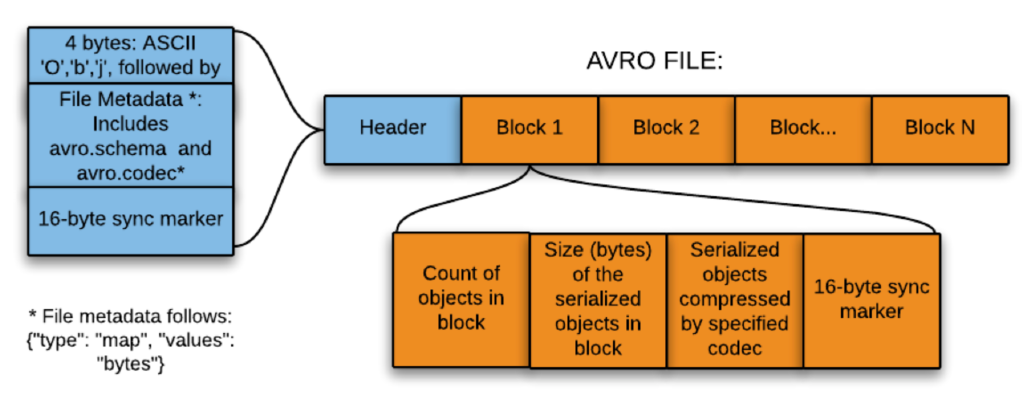 AVRO FILE:
4 bytes: ASCII
'O','b','j', followed by
File Metadata *:
Includes
avro.schema and
avro.codec*
16-byte sync marker
Header
Block 1
Block 2
Block...
Block N
Count of
objects in
block
Size (bytes)
of the
serialized
objects in
block
Serialized
objects
compressed
by specified
codec
16-byte sync
marker
* File metadata follows:
{"type": "map", "values":
"bytes"}